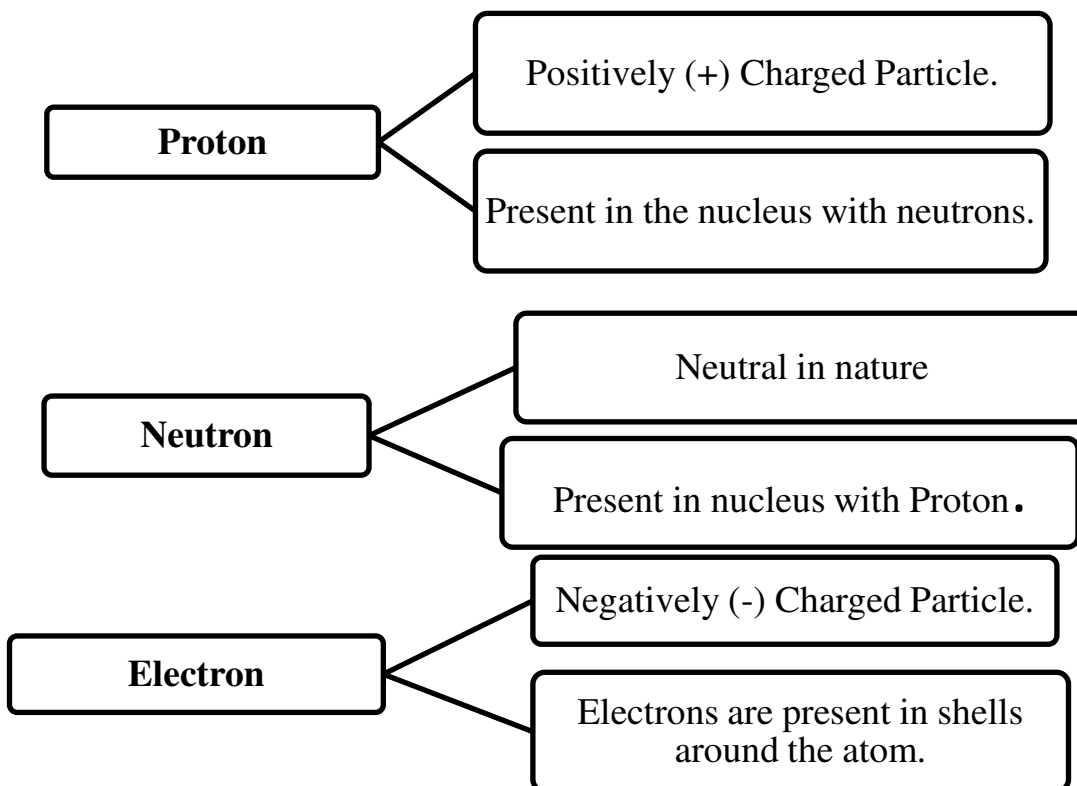 Positively (+) Charged Particle.
Proton
Present in the nucleus with neutrons.
Neutral in nature
Neutron
Present in nucleus with Proton.
Negatively (-) Charged Particle.
Electron
Electrons are present in shells
around the atom.